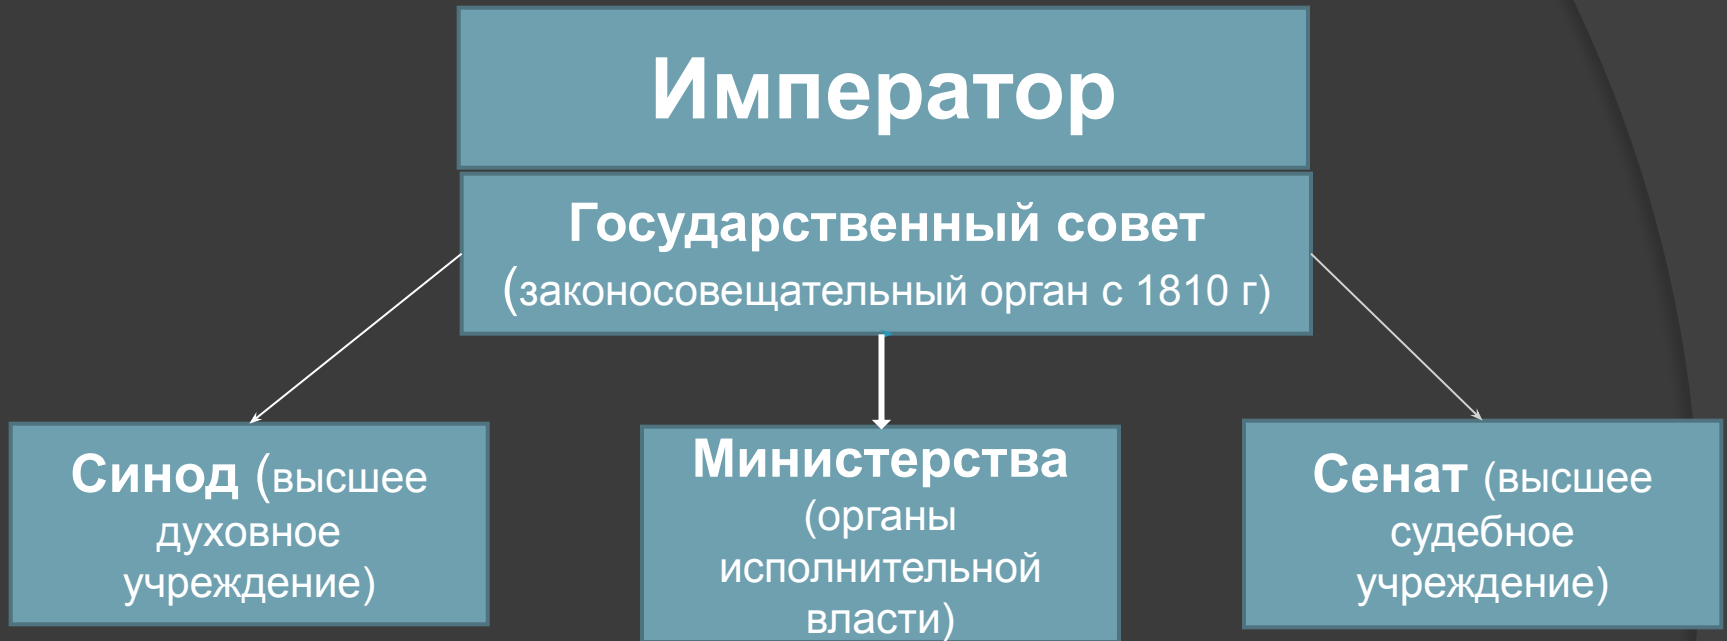 Император
Государственный совет
(законосовещательный орган с 1810 г)
Синод (высшее
духовное
учреждение)
Министерства
(органы
исполнительной
власти)
Сенат (высшее
судебное
учреждение)